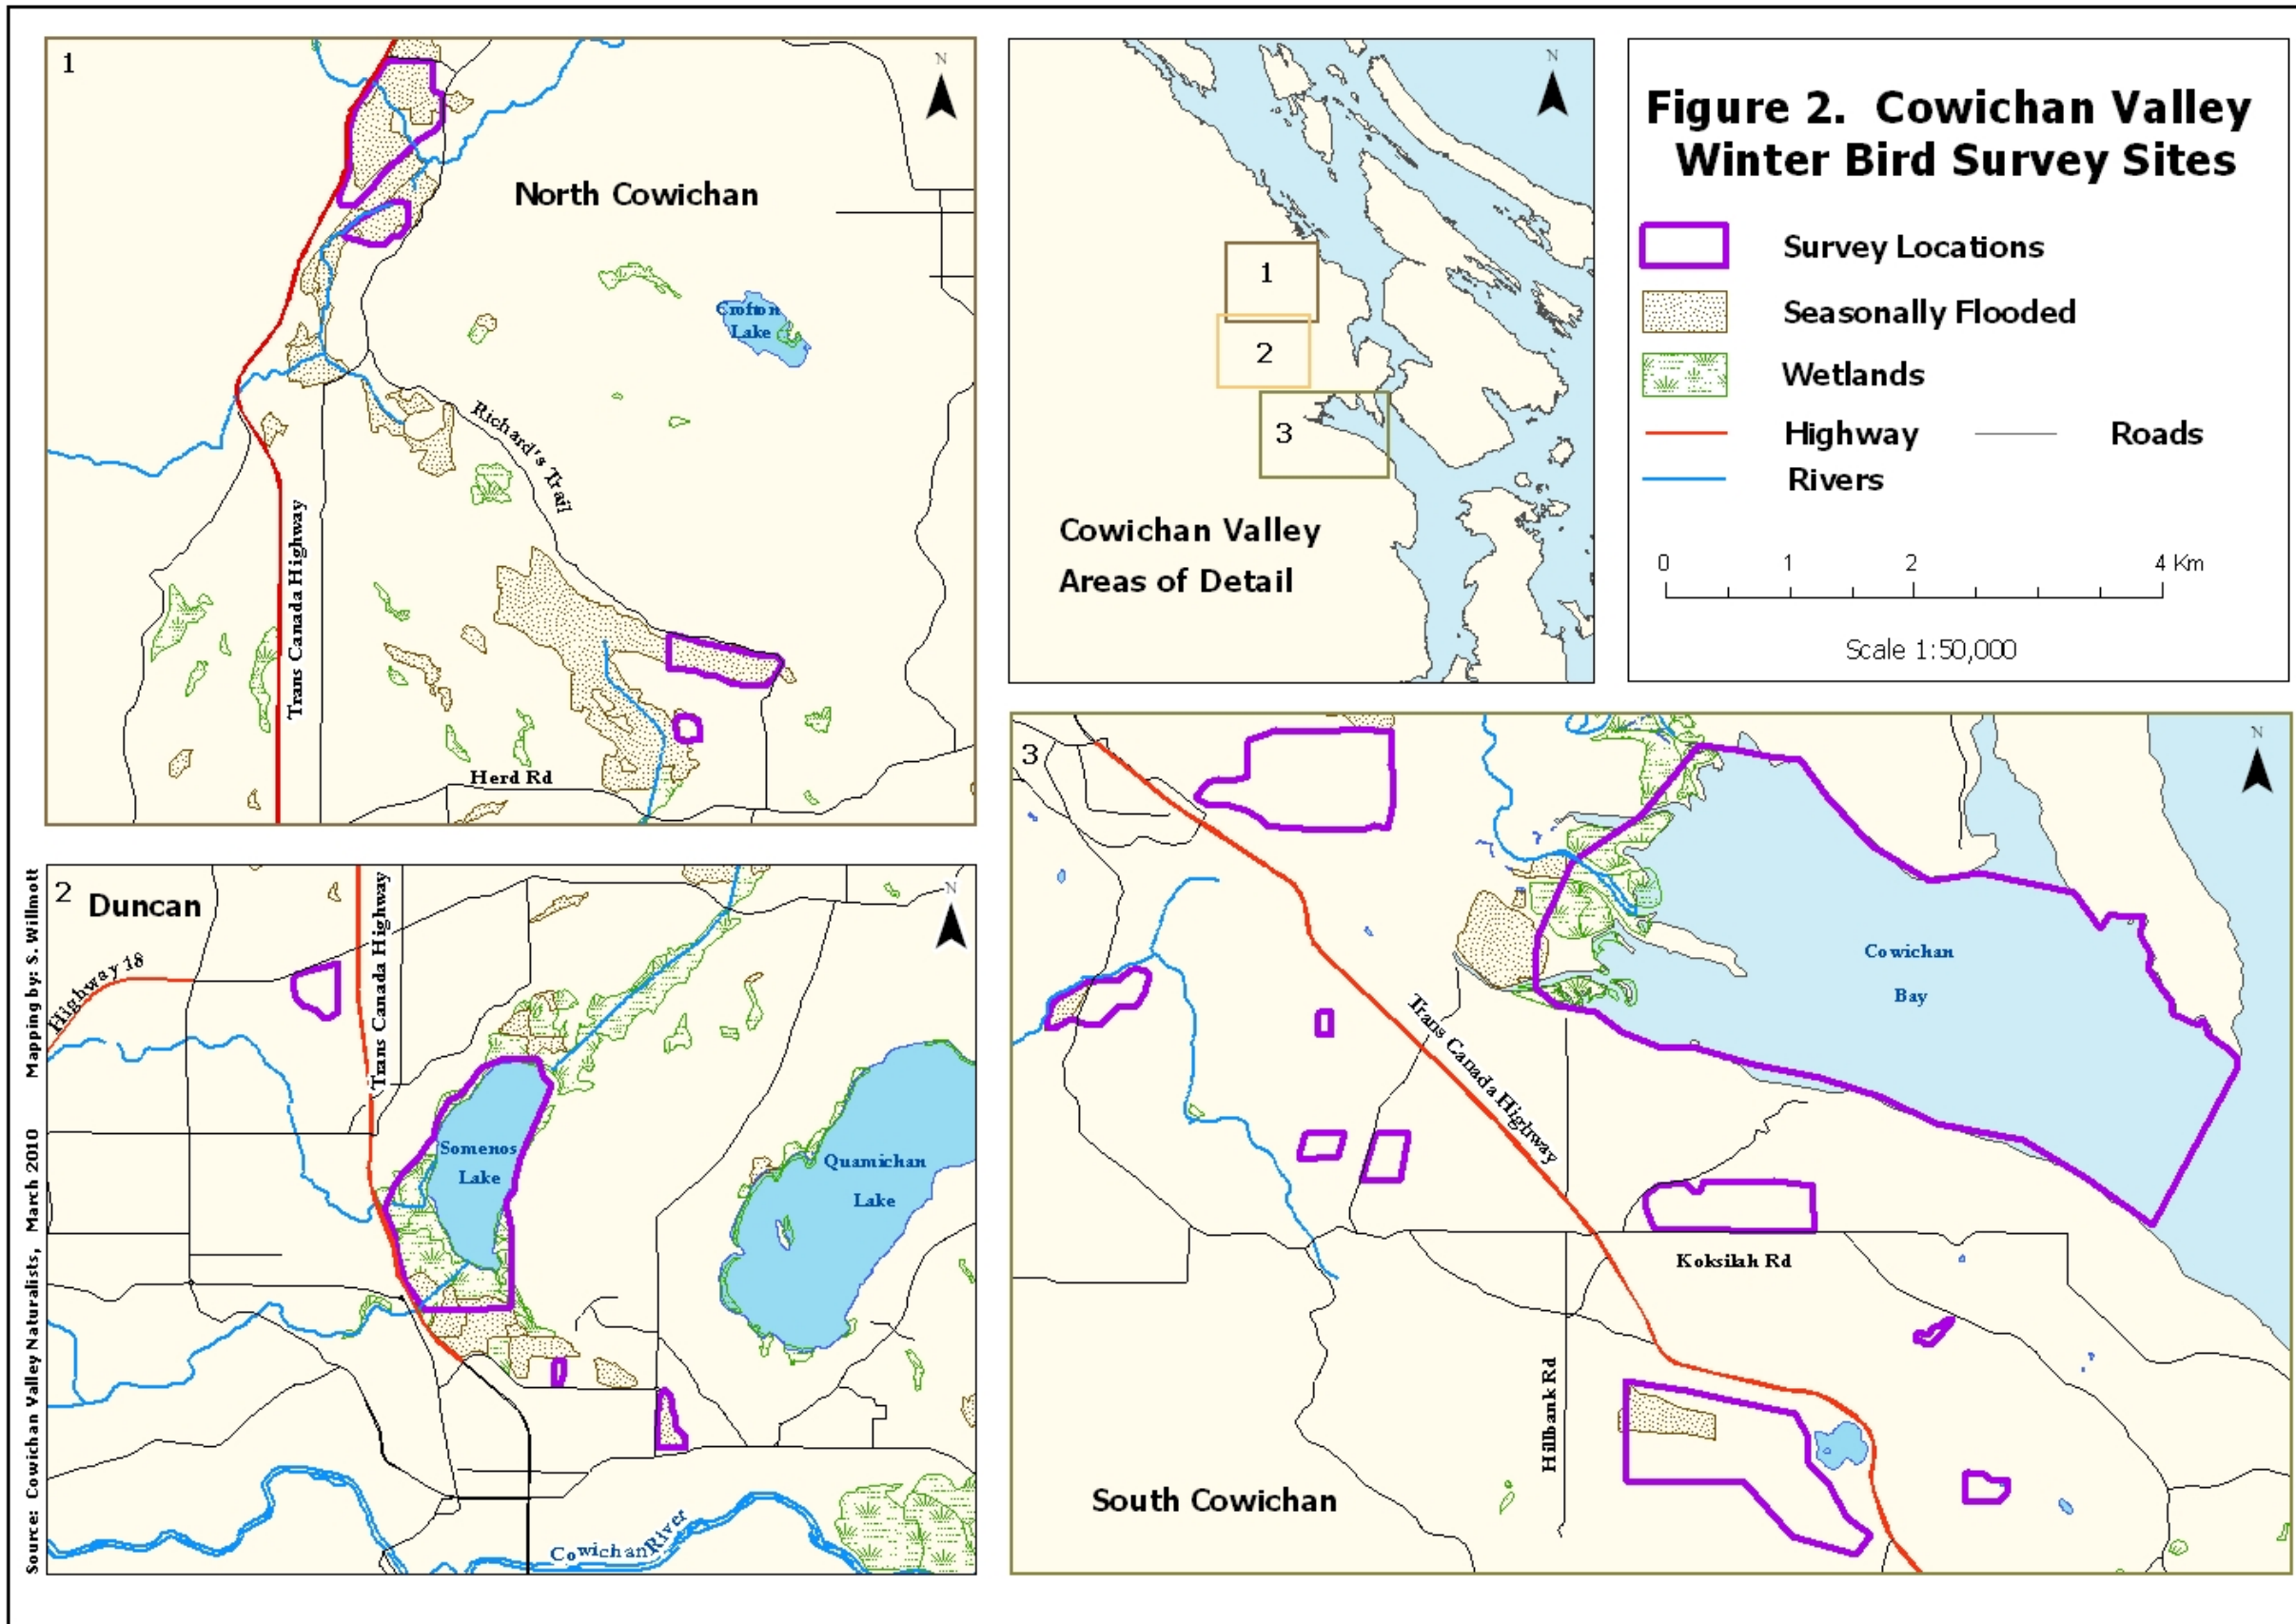 1
N
North Cowichan
Crofton
Lake
Richard's Trail
Trans Canada Highway
Herd Rd
N
1
2
3
Cowichan Valley
Areas of Detail
Figure 2. Cowichan Valley
Winter Bird Survey Sites
Survey Locations
Seasonally Flooded
Wetlands
Highway
Roads
Rivers
0 1 2 4 Km
Scale 1:50,000
2
Duncan
N
Highway 18
Trans Canada Highway
Somenos
Lake
Quamichan
Lake
Cowichan River
3
N
Cowichan
Bay
Trans Canada Highway
Koksilah Rd
Hillbank Rd
South Cowichan
Source: Cowichan Valley Naturalists, March 2010 Mapping by: S. Willmott